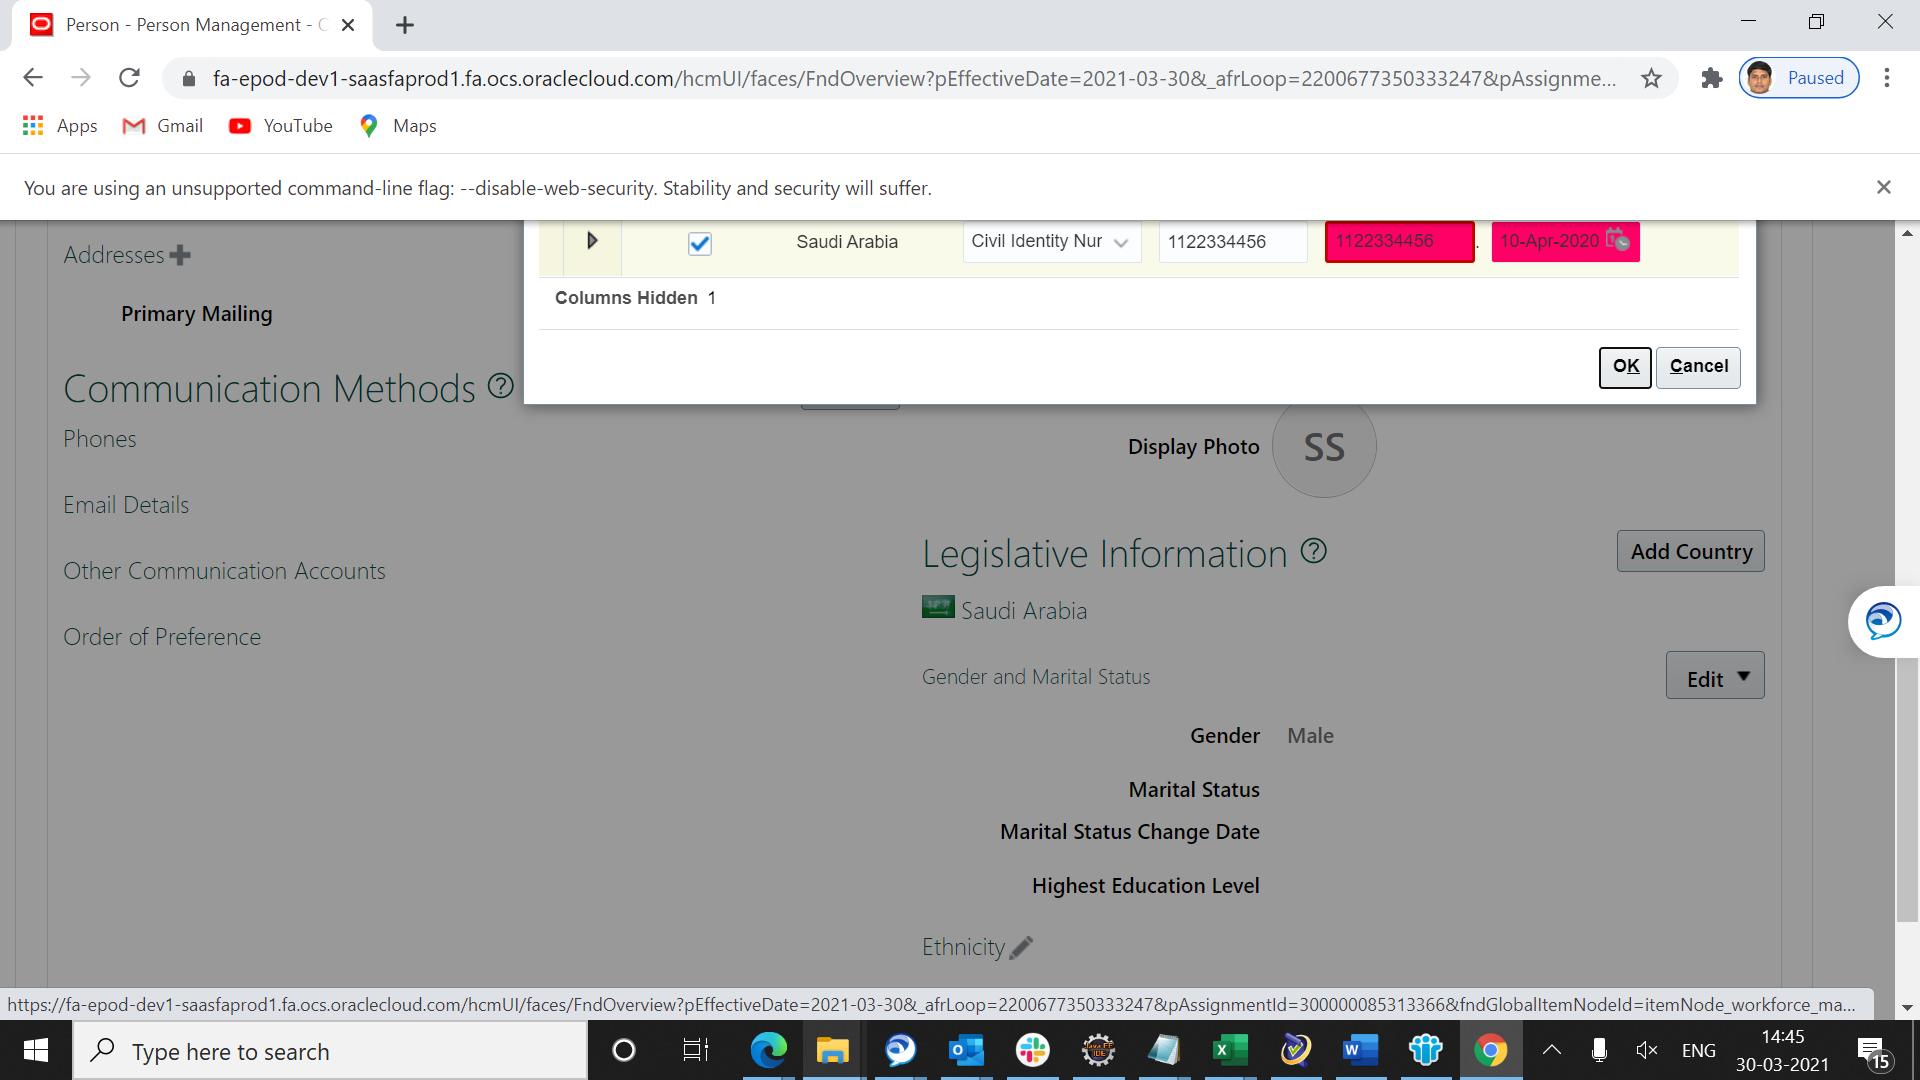 Person - Person Management -
fa-epod-dev1-saasfaprod1.fa.ocs.oraclecloud.com/hcmUI/faces/FndOverview?pEffectiveDate=2021-03-30&_afrLoop=2200677350333247&pAssignme...
Paused
Apps
Gmail
YouTube
Maps
You are using an unsupported command-line flag: --disable-web-security. Stability and security will suffer.
Saudi Arabia
Civil Identity Nur
1122334456
1122334456
.
10-Apr-2020
Columns Hidden 1
OK
Cancel
Addresses
Primary Mailing
Communication Methods ?
Phones
Email Details
Other Communication Accounts
Order of Preference
Display Photo
SS
Legislative Information ?
Add Country
Saudi Arabia
Gender and Marital Status
Edit
Gender Male
Marital Status
Marital Status Change Date
Highest Education Level
Ethnicity
https://fa-epod-dev1-saasfaprod1.fa.ocs.oraclecloud.com/hcmUI/faces/FndOverview?pEffectiveDate=2021-03-30&_afrLoop=2200677350333247&pAssignmentId=300000085313366&fndGlobalItemNodeId=itemNode_workforce_ma...
Type here to search
ENG
14:45
30-03-2021
15